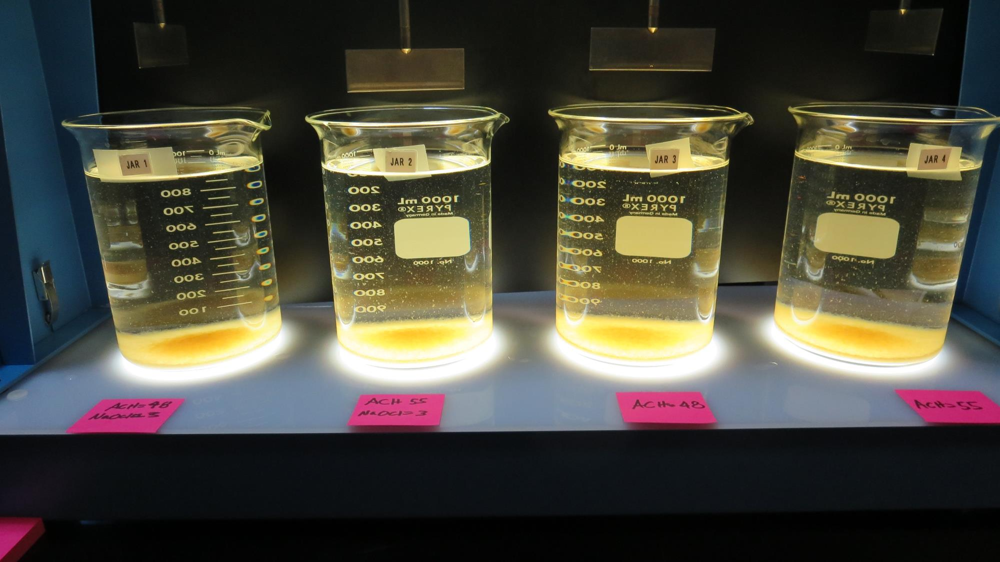 JAR 1
800
700
600
500
400
300
200
100
JAR 2
200
300
400
500
600
700
800
900
1000 mL
PYREX®
Made in Germany
No. 1000
JAR 3
200
300
400
500
600
700
800
900
1000 mL
PYREX®
Made in Germany
No. 1000
JAR 4
1000 mL
PYREX®
Made in Germany
No. 1000
ACH=48
NaOCl=3
ACH 55
NaOCl=3
ACH=48
ACH=55